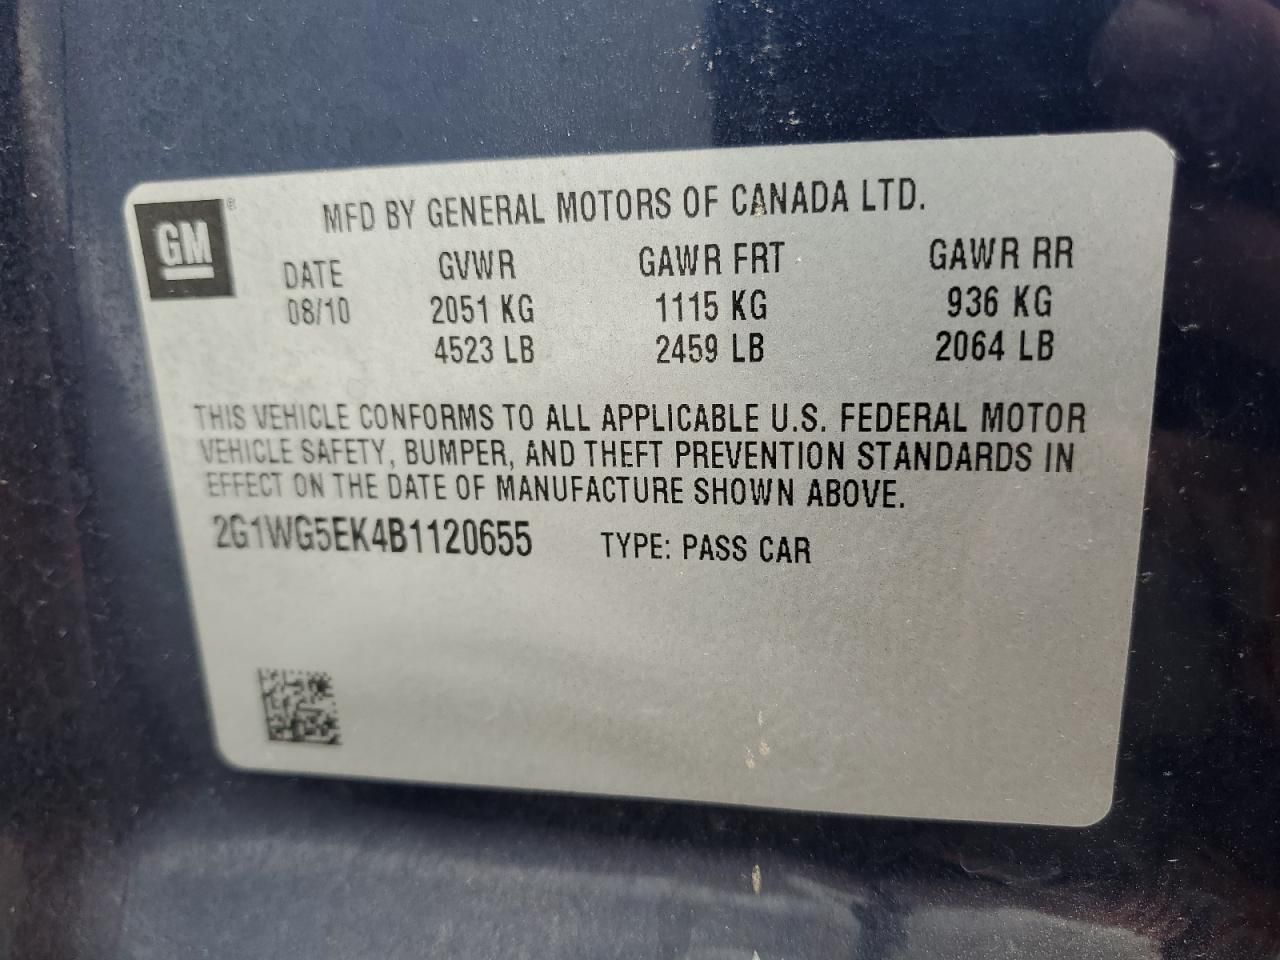 GM®
MFD BY GENERAL MOTORS OF CANADA LTD.
DATE GVWR GAWR FRT GAWR RR
08/10 2051 KG 1115 KG 936 KG
4523 LB 2459 LB 2064 LB
THIS VEHICLE CONFORMS TO ALL APPLICABLE U.S. FEDERAL MOTOR
VEHICLE SAFETY, BUMPER, AND THEFT PREVENTION STANDARDS IN
EFFECT ON THE DATE OF MANUFACTURE SHOWN ABOVE.
2G1WG5EK4B1120655 TYPE: PASS CAR